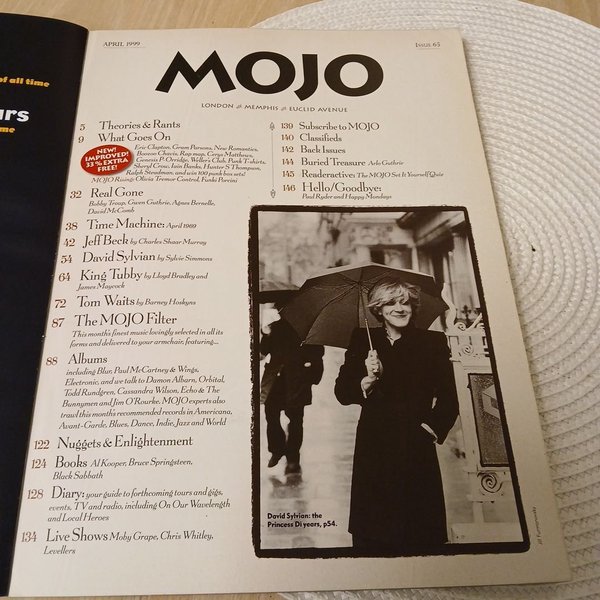 of all time
urs
me
APRIL 1999
ISSUE 65
MOJO
LONDON MEMPHIS EUCLID AVENUE
5 Theories & Rants
9 What Goes On
NEW!
IMPROVED!
33% EXTRA
FREE!
Eric Clapton, Gram Parsons, New Romantics,
Boozoo Chavis, Rap map, Cerys Matthews,
Genesis P-Orridge, Weller's Club, Punk T-shirts,
Sheryl Crow, Iain Banks, Hunter S Thompson,
Ralph Steadman, and win 100 punk box sets!
MOJO Rising: Olivia Tremor Control, Funki Porcini
32 Real Gone
Bobby Troup, Gwen Guthrie, Agnes Bernelle,
David McComb
38 Time Machine: April 1969
42 Jeff Beck by Charles Shaar Murray
54 David Sylvian by Sylvie Simmons
64 King Tubby by Lloyd Bradley and
James Maycock
72 Tom Waits by Barney Hoskyns
87 The MOJO Filter
This month's finest music lovingly selected in all its
forms and delivered to your armchair, featuring...
88 Albums
including Blur, Paul McCartney & Wings,
Electronic, and we talk to Damon Albarn, Orbital,
Todd Rundgren, Cassandra Wilson, Echo & The
Bunnymen and Jim O'Rourke. MOJO experts also
trawl this month's recommended records in Americana,
Avant-Garde, Blues, Dance, Indie, Jazz and World
122 Nuggets & Enlightenment
124 Books Al Kooper, Bruce Springsteen,
Black Sabbath
128 Diary: your guide to forthcoming tours and gigs,
events, TV and radio, including On Our Wavelength
and Local Heroes
134 Live Shows Moby Grape, Chris Whitley,
Levellers
139 Subscribe to MOJO
140 Classifieds
142 Back Issues
144 Buried Treasure Arlo Guthrie
145 Readeractive: The MOJO Set It Yourself Quiz
146 Hello/Goodbye:
Paul Ryder and Happy Mondays
David Sylvian: the
Princess Di years, p54.
Jill Furmanovsky